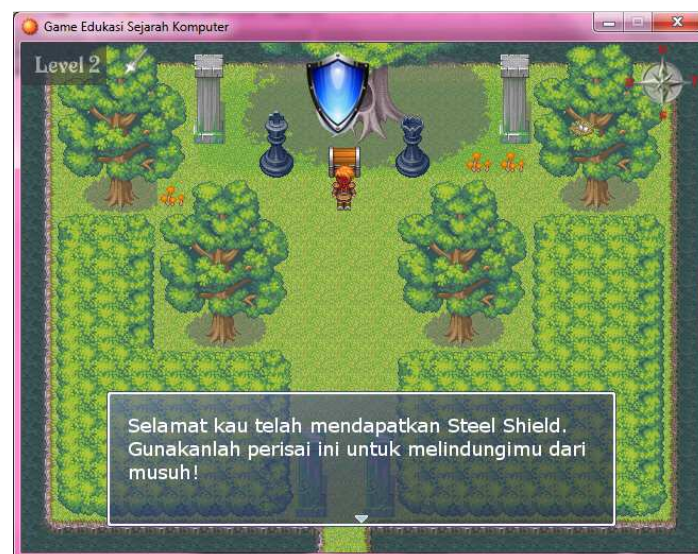 Game Edukasi Sejarah Komputer
Level 2
Selamat kau telah mendapatkan Steel Shield.
Gunakanlah perisai ini untuk melindungimu dari
musuh!